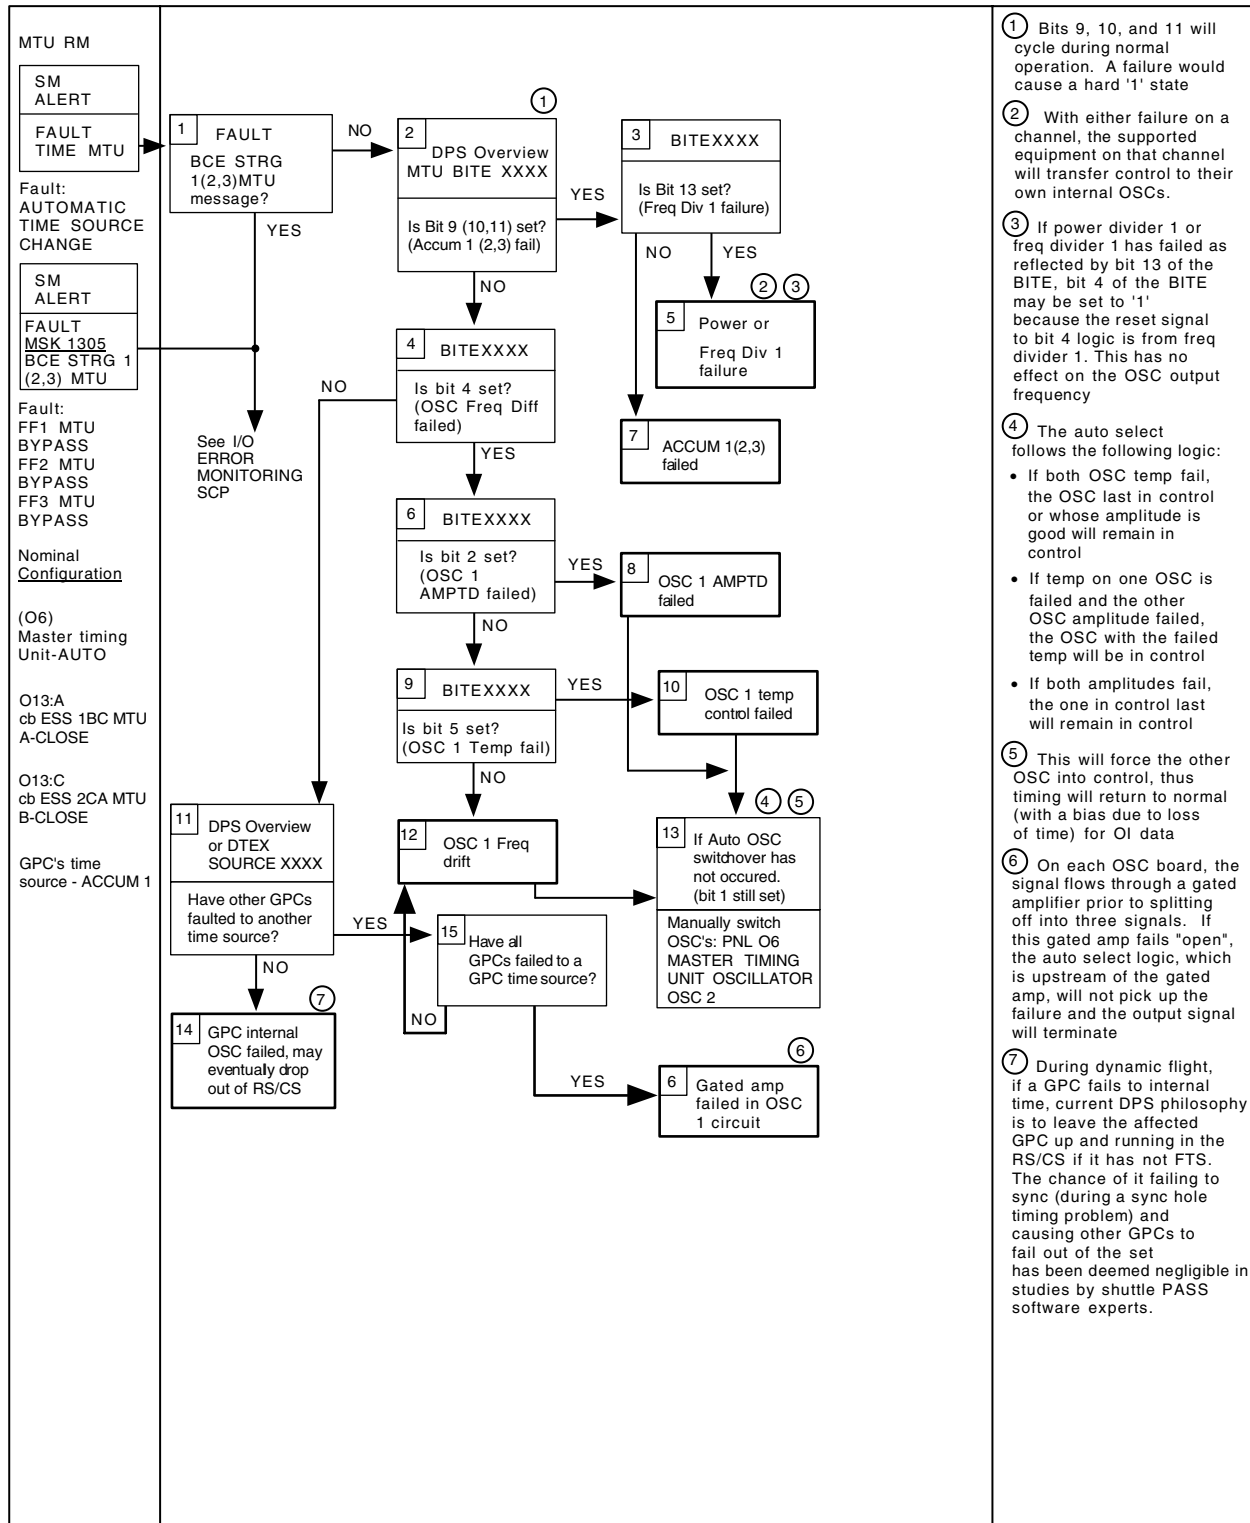 MTU RM
SM
ALERT
FAULT
TIME MTU
Fault:
AUTOMATIC
TIME SOURCE
CHANGE
SM
ALERT
FAULT
MSK 1305
BCE STRG 1
(2,3) MTU
Fault:
FF1 MTU
BYPASS
FF2 MTU
BYPASS
FF3 MTU
BYPASS
Nominal
Configuration
(O6)
Master timing
Unit-AUTO
O13:A
cb ESS 1BC MTU
A-CLOSE
O13:C
cb ESS 2CA MTU
B-CLOSE
GPC's time
source - ACCUM 1
1
FAULT
BCE STRG
1(2,3)MTU
message?
NO
YES
See I/O
ERROR
MONITORING
SCP
1
2
DPS Overview
MTU BITE XXXX
Is Bit 9 (10,11) set?
(Accum 1 (2,3) fail)
YES
NO
3
BITEXXXX
Is Bit 13 set?
(Freq Div 1 failure)
NO
YES
2
3
5
Power or
Freq Div 1
failure
7
ACCUM 1(2,3)
failed
4
BITEXXXX
Is bit 4 set?
(OSC Freq Diff
failed)
NO
YES
6
BITEXXXX
Is bit 2 set?
(OSC 1
AMPTD failed)
YES
NO
8
OSC 1 AMPTD
failed
9
BITEXXXX
Is bit 5 set?
(OSC 1 Temp fail)
YES
NO
10
OSC 1 temp
control failed
11
DPS Overview
or DTEX
SOURCE XXXX
Have other GPCs
faulted to another
time source?
YES
NO
12
OSC 1 Freq
drift
4
5
13
If Auto OSC
switchover has
not occured.
(bit 1 still set)
Manually switch
OSC's: PNL O6
MASTER TIMING
UNIT OSCILLATOR
OSC 2
15
Have all
GPCs failed to a
GPC time source?
NO
YES
7
14
GPC internal
OSC failed, may
eventually drop
out of RS/CS
6
6
Gated amp
failed in OSC
1 circuit
1 Bits 9, 10, and 11 will
cycle during normal
operation. A failure would
cause a hard '1' state
2 With either failure on a
channel, the supported
equipment on that channel
will transfer control to their
own internal OSCs.
3 If power divider 1 or
freq divider 1 has failed as
reflected by bit 13 of the
BITE, bit 4 of the BITE
may be set to '1'
because the reset signal
to bit 4 logic is from freq
divider 1. This has no
effect on the OSC output
frequency
4 The auto select
follows the following logic:
• If both OSC temp fail,
the OSC last in control
or whose amplitude is
good will remain in
control
• If temp on one OSC is
failed and the other
OSC amplitude failed,
the OSC with the failed
temp will be in control
• If both amplitudes fail,
the one in control last
will remain in control
5 This will force the other
OSC into control, thus
timing will return to normal
(with a bias due to loss
of time) for OI data
6 On each OSC board, the
signal flows through a gated
amplifier prior to splitting
off into three signals. If
this gated amp fails "open",
the auto select logic, which
is upstream of the gated
amp, will not pick up the
failure and the output signal
will terminate
7 During dynamic flight,
if a GPC fails to internal
time, current DPS philosophy
is to leave the affected
GPC up and running in the
RS/CS if it has not FTS.
The chance of it failing to
sync (during a sync hole
timing problem) and
causing other GPCs to
fail out of the set
has been deemed negligible in
studies by shuttle PASS
software experts.